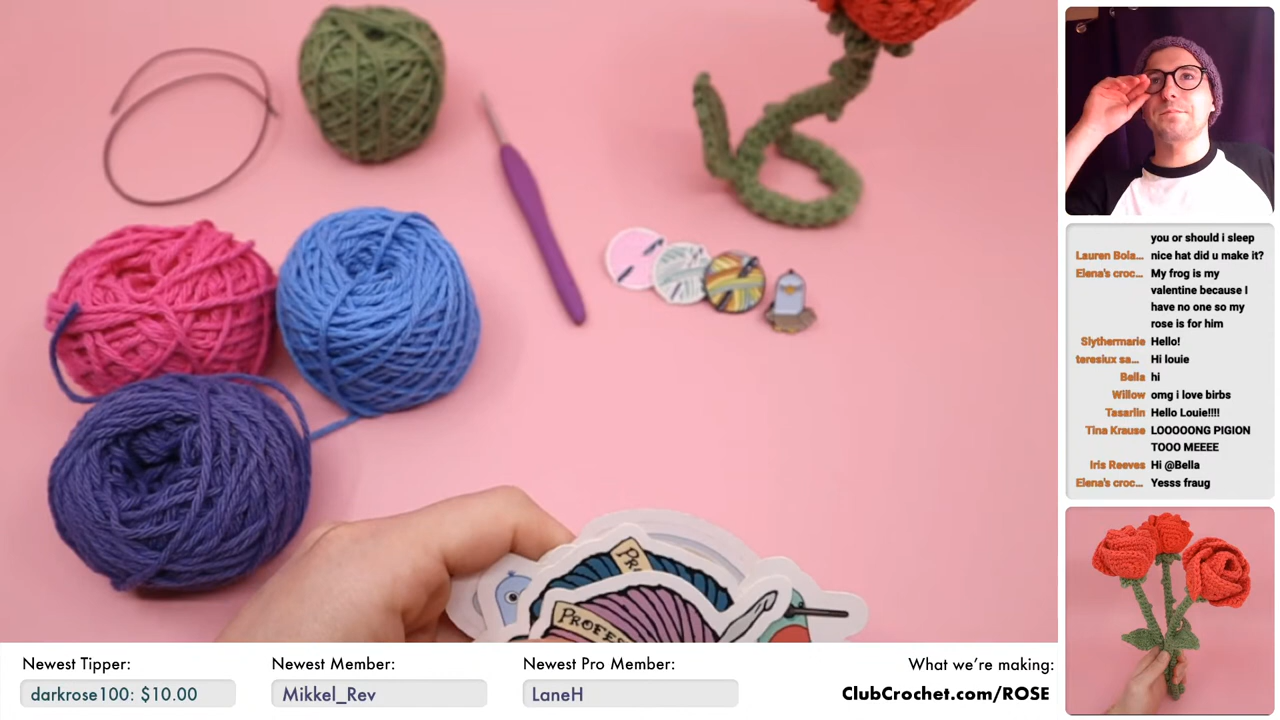 PR
PROFES
you or should i sleep
Lauren Bola... nice hat did u make it?
Elena's croc... My frog is my
valentine because I
have no one so my
rose is for him
Slythermarie Hello!
teresiux sa... Hi louie
Bella hi
Willow omg i love birbs
Tasarlin Hello Louie!!!!
Tina Krause LOOOOONG PIGION
TOOO MEEEE
Iris Reeves Hi @Bella
Elena's croc... Yesss fraug
Newest Tipper:
darkrose100: $10.00
Newest Member:
Mikkel_Rev
Newest Pro Member:
LaneH
What we're making:
ClubCrochet.com/ROSE